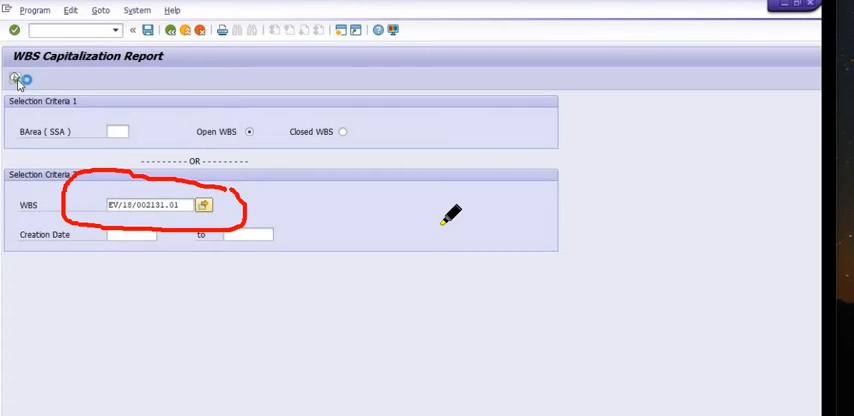 Program Edit Goto System Help
WBS Capitalization Report
Selection Criteria 1
BArea ( SSA ) Open WBS Closed WBS
- - - - - - - - - OR - - - - - - - - -
Selection Criteria
WBS EV/18/002131.01
Creation Date to